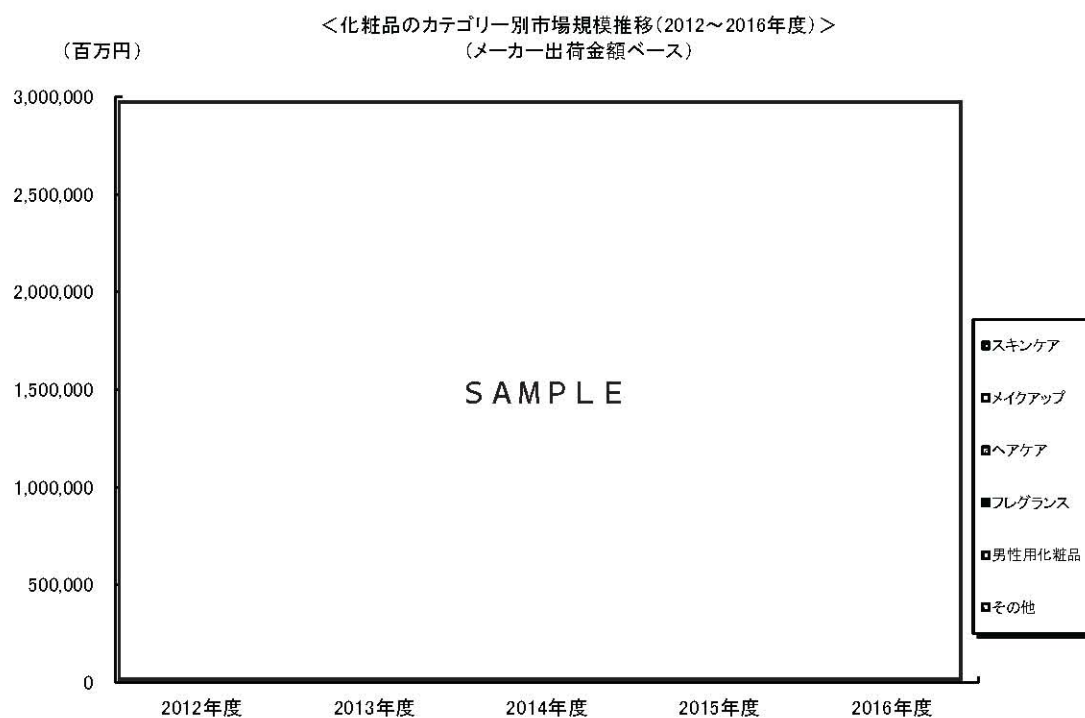 ＜化粧品のカテゴリー別市場規模推移(2012～2016年度)＞
(百万円)
(メーカー出荷金額ベース)
3,000,000
2,500,000
2,000,000
1,500,000
1,000,000
500,000
0
SAMPLE
スキンケア
メイクアップ
ヘアケア
フレグランス
男性用化粧品
その他
2012年度 2013年度 2014年度 2015年度 2016年度